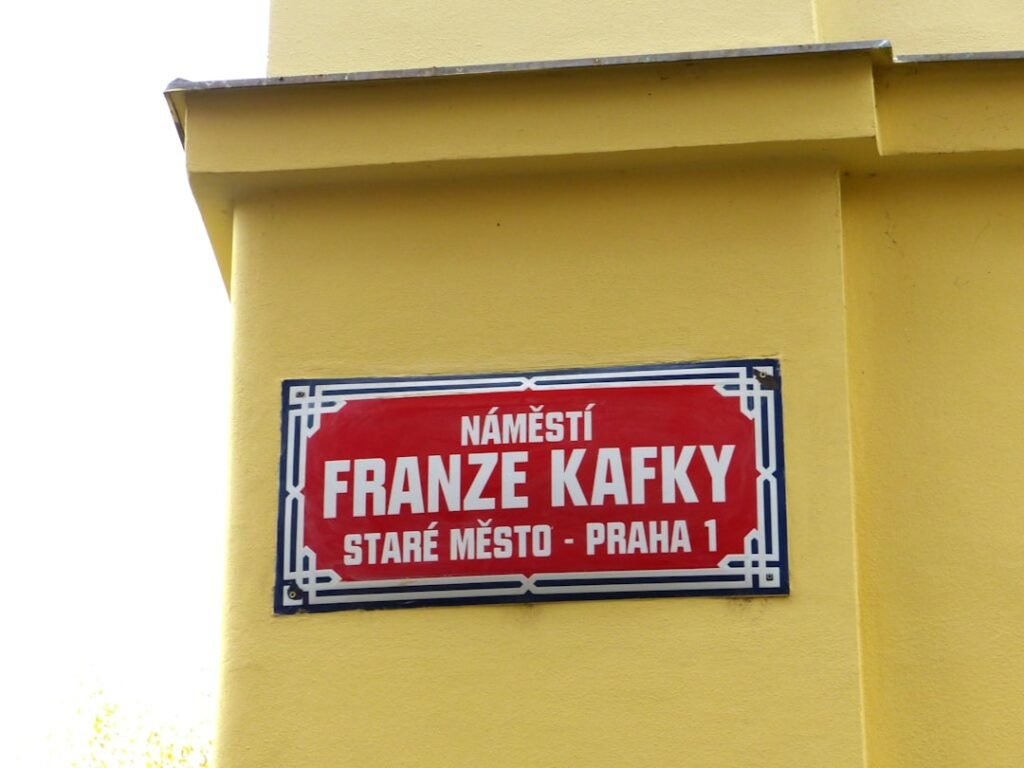 NÁMĚSTÍ
FRANZE KAFKY
STARÉ MĚSTO - PRAHA 1